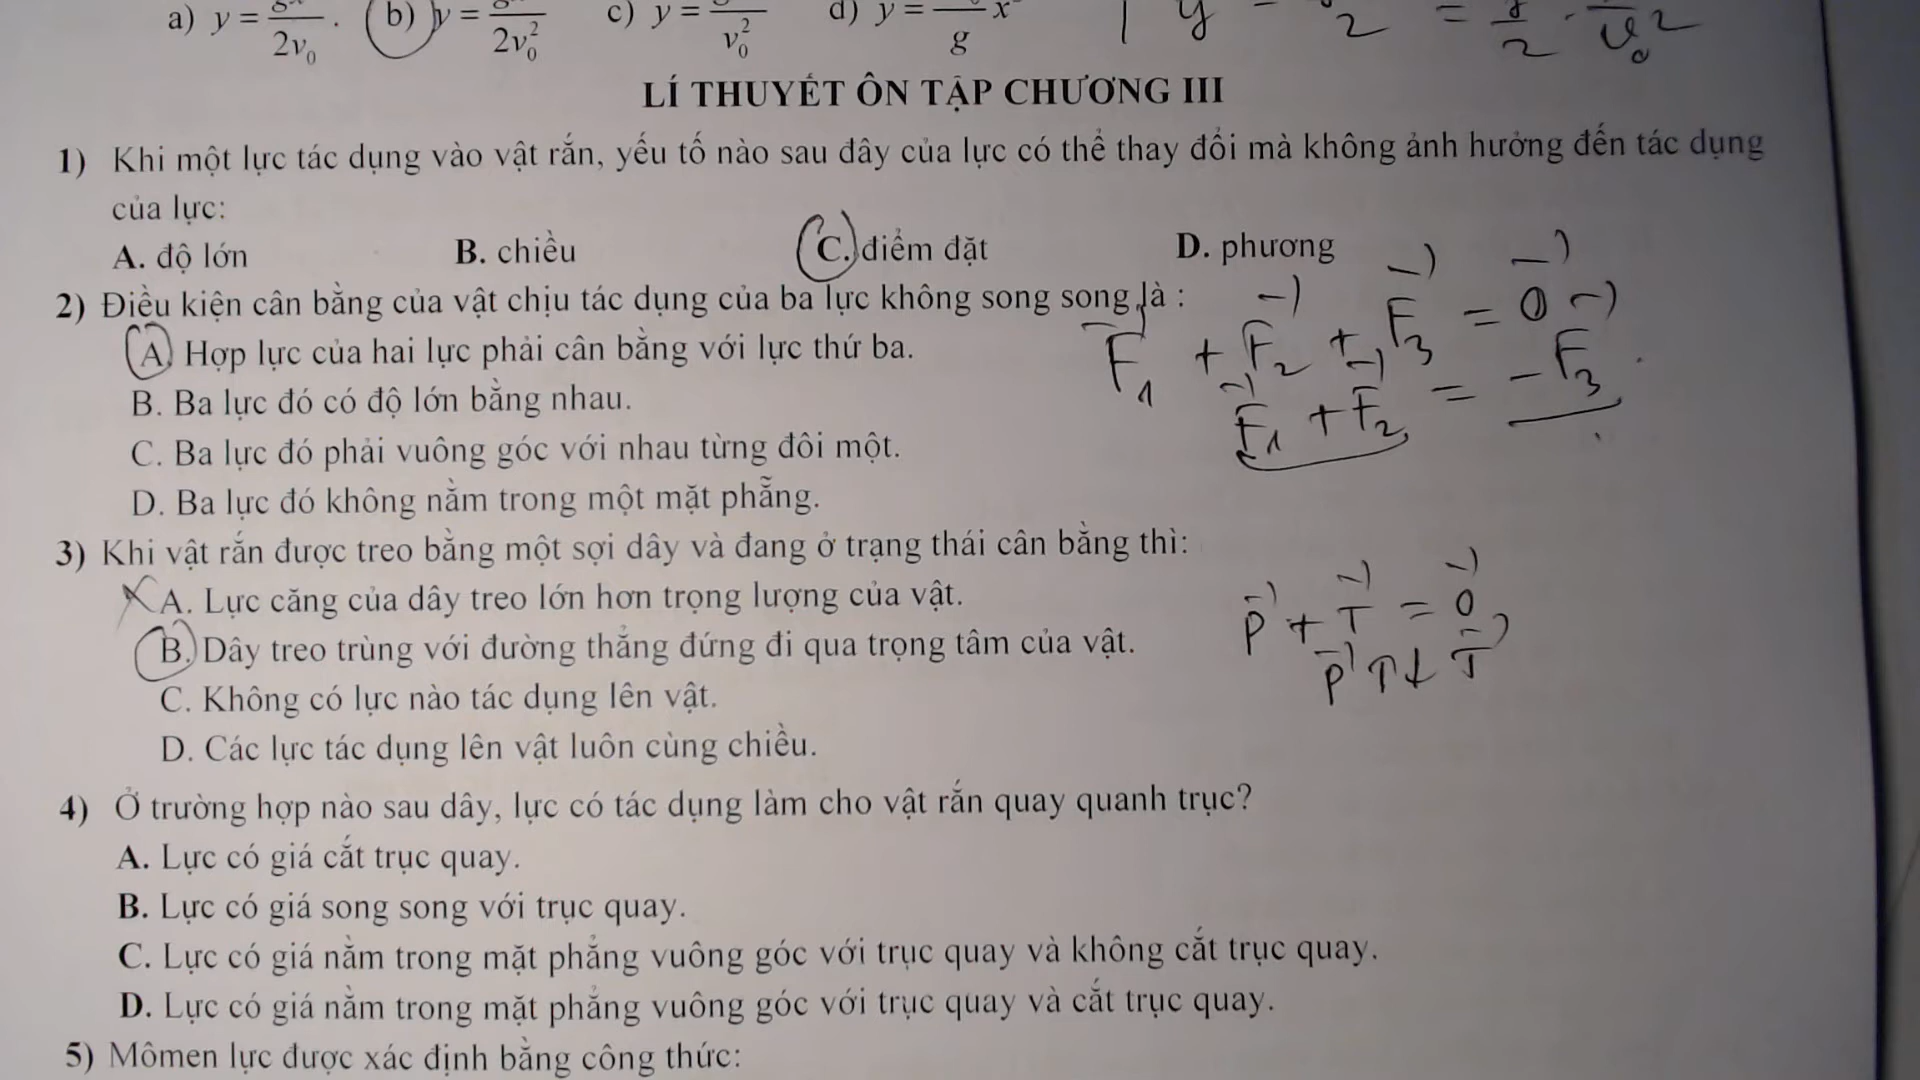 a) y = 2v₀ . b) y = 2v₀² c) y = v₀² d) y = g x y = 2 = 2 . v₀²
LÍ THUYẾT ÔN TẬP CHƯƠNG III
1) Khi một lực tác dụng vào vật rắn, yếu tố nào sau đây của lực có thể thay đổi mà không ảnh hưởng đến tác dụng
của lực:
A. độ lớn B. chiều C. điểm đặt D. phương
2) Điều kiện cân bằng của vật chịu tác dụng của ba lực không song song là :
F₁ + F₂ + F₃ = 0
A. Hợp lực của hai lực phải cân bằng với lực thứ ba.
F₁ + F₂ = - F₃
B. Ba lực đó có độ lớn bằng nhau.
C. Ba lực đó phải vuông góc với nhau từng đôi một.
D. Ba lực đó không nằm trong một mặt phẵng.
3) Khi vật rắn được treo bằng một sợi dây và đang ở trạng thái cân bằng thì:
A. Lực căng của dây treo lớn hơn trọng lượng của vật.
P + T = 0
B. Dây treo trùng với đường thẳng đứng đi qua trọng tâm của vật.
P ↑↓ T
C. Không có lực nào tác dụng lên vật.
D. Các lực tác dụng lên vật luôn cùng chiều.
4) Ở trường hợp nào sau dây, lực có tác dụng làm cho vật rắn quay quanh trục?
A. Lực có giá cắt trục quay.
B. Lực có giá song song với trục quay.
C. Lực có giá nằm trong mặt phẳng vuông góc với trục quay và không cắt trục quay.
D. Lực có giá nằm trong mặt phẳng vuông góc với trục quay và cắt trục quay.
5) Mômen lực được xác định bằng công thức: